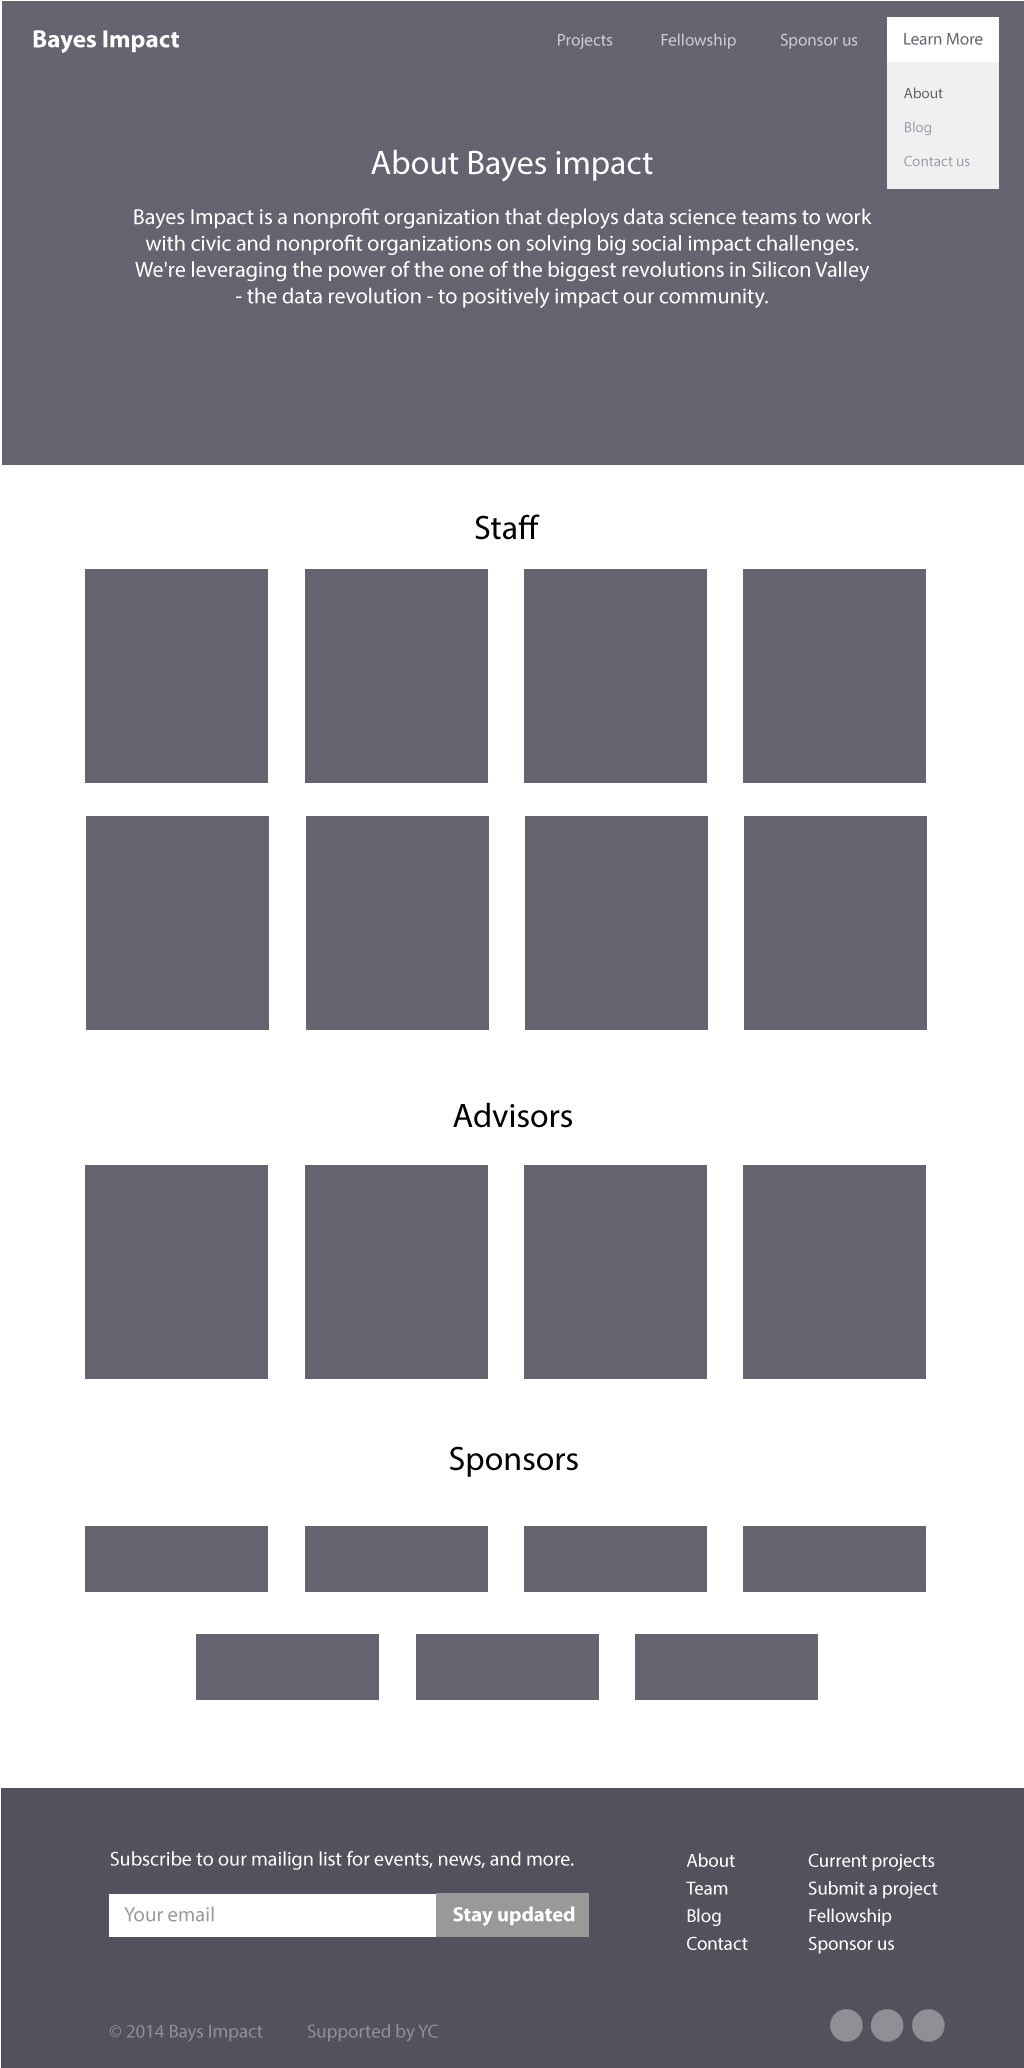 Bayes Impact
Projects
Fellowship
Sponsor us
Learn More
About
Blog
Contact us
About Bayes impact
Bayes Impact is a nonprofit organization that deploys data science teams to work
with civic and nonprofit organizations on solving big social impact challenges.
We're leveraging the power of the one of the biggest revolutions in Silicon Valley
- the data revolution - to positively impact our community.
Staff
Advisors
Sponsors
Subscribe to our mailign list for events, news, and more.
Your email
Stay updated
About
Team
Blog
Contact
Current projects
Submit a project
Fellowship
Sponsor us
© 2014 Bays Impact
Supported by YC